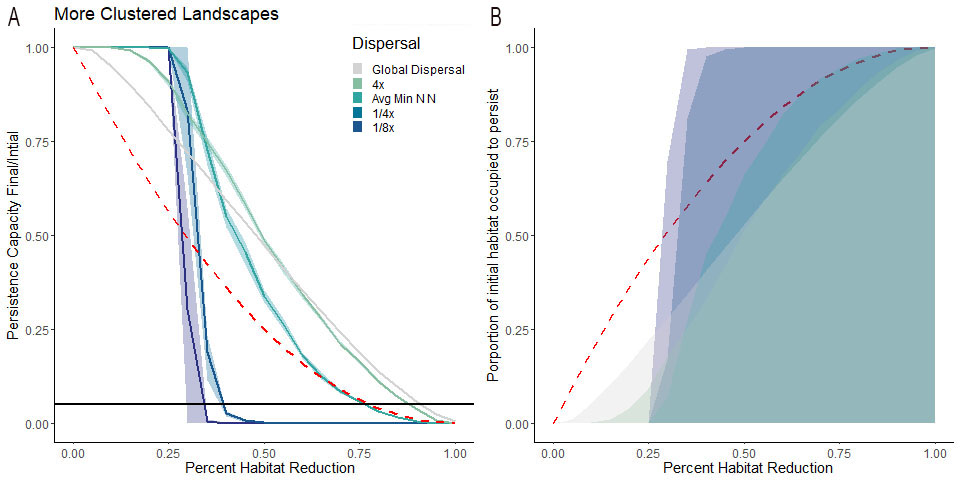 A
More Clustered Landscapes
Persistence Capacity Final/Intial
1.00
0.75
0.50
0.25
0.00
Dispersal
Global Dispersal
4x
Avg Min N N
1/4x
1/8x
0.00 0.25 0.50 0.75 1.00
Percent Habitat Reduction
B
Porportion of initial habitat occupied to persist
1.00
0.75
0.50
0.25
0.00
0.00 0.25 0.50 0.75 1.00
Percent Habitat Reduction